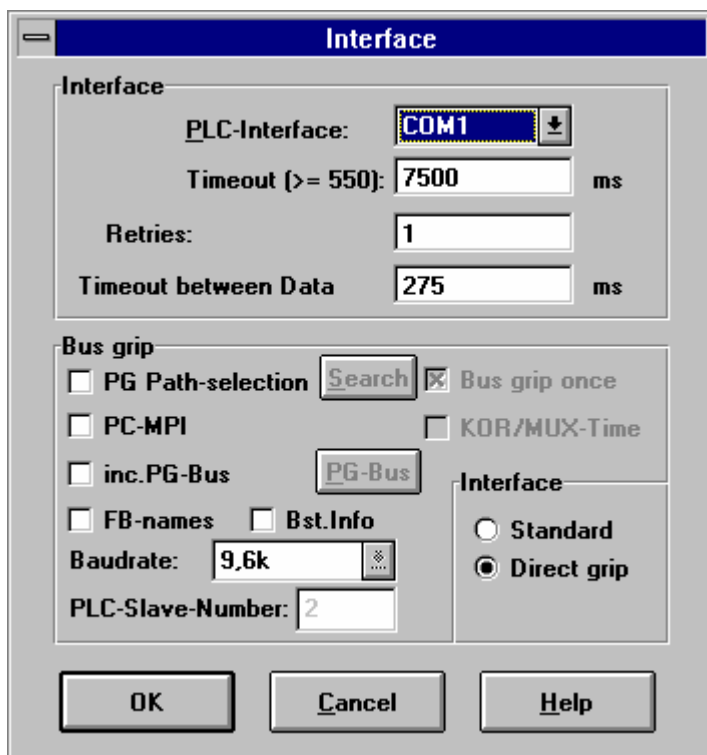 Interface
Interface
PLC-Interface: COM1
Timeout (>= 550): 7500 ms
Retries: 1
Timeout between Data 275 ms
Bus grip
PG Path-selection Search Bus grip once
PC-MPI KOR/MUX-Time
inc.PG-Bus PG-Bus
Interface
FB-names Bst.Info Standard
Baudrate: 9,6k Direct grip
PLC-Slave-Number: 2
OK Cancel Help